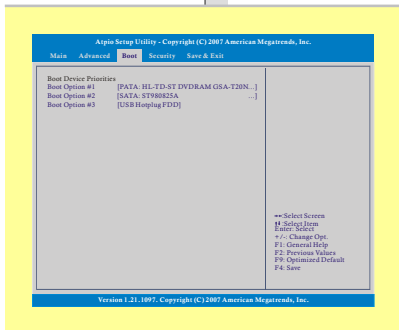 Atpio Setup Utility - Copyright (C) 2007 American Megatrends, Inc.
Main Advanced Boot Security Save & Exit
Boot Device Priorities
Boot Option #1 [PATA: HL-TD-ST DVDRAM GSA-T20N...]
Boot Option #2 [SATA: ST980825A ...]
Boot Option #3 [USB Hotplug FDD]
↔:Select Screen
↑↓:Select Item
Enter: Select
+/-: Change Opt.
F1: General Help
F2: Previous Values
F9: Optimized Default
F4: Save
Version 1.21.1097. Copyright (C) 2007 American Megatrends, Inc.